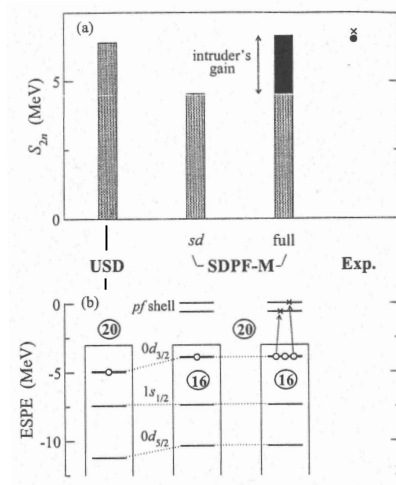 (a)
intruder's
gain
5
S2n (MeV)
0
sd full
USD SDPF-M Exp.
(b)
0 pf shell
20 20
0d3/2
-5 16 16
1s1/2
ESPE (MeV)
-10 0d5/2